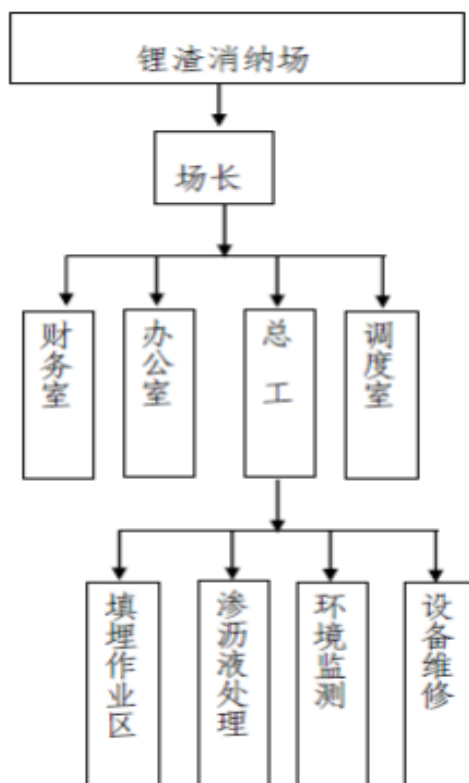 锂渣消纳场
场长
财务室
办公室
总工
调度室
填埋作业区
渗沥液处理
环境监测
设备维修